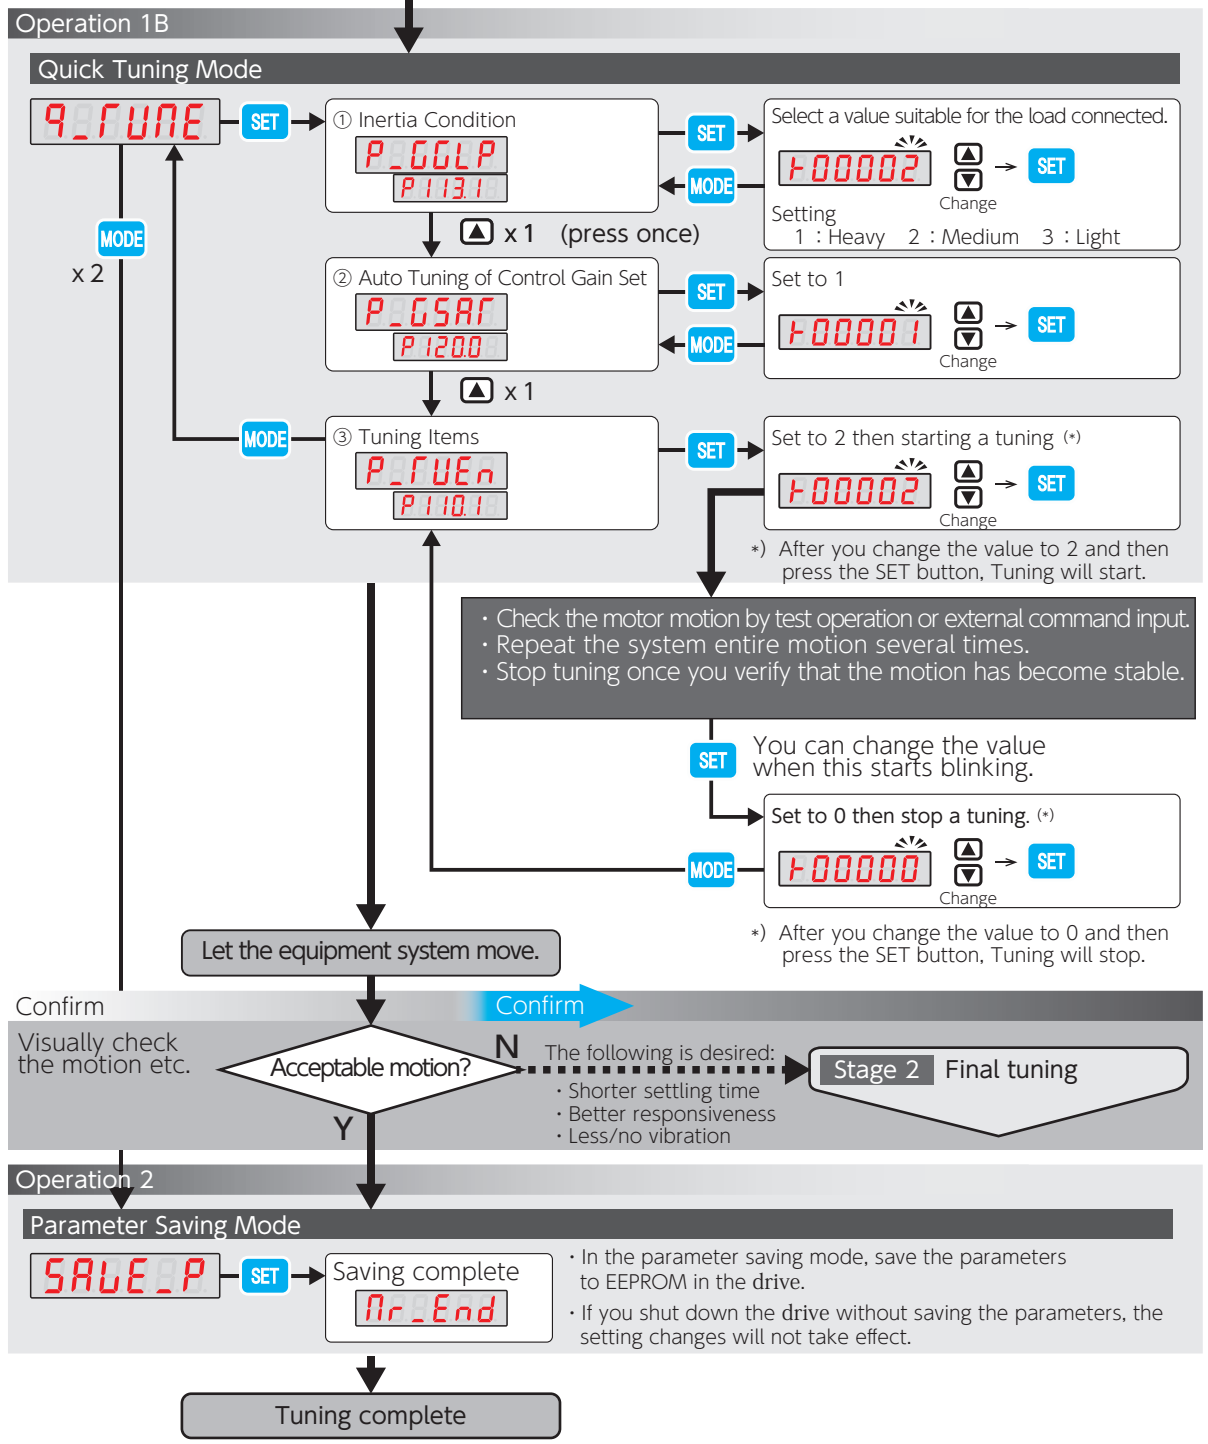 Operation 1B
Quick Tuning Mode
q_TUNE
SET
① Inertia Condition
P_GGLP
P113.1
SET
MODE
Select a value suitable for the load connected.
r00002
SET
Change
Setting
1 : Heavy 2 : Medium 3 : Light
MODE
x 2
x 1 (press once)
② Auto Tuning of Control Gain Set
P_GSAT
P120.0
SET
MODE
Set to 1
r00001
SET
Change
x 1
MODE
③ Tuning Items
P_TUEn
P110.1
SET
Set to 2 then starting a tuning (*)
r00002
SET
Change
*) After you change the value to 2 and then
press the SET button, Tuning will start.
・Check the motor motion by test operation or external command input.
・Repeat the system entire motion several times.
・Stop tuning once you verify that the motion has become stable.
SET
You can change the value
when this starts blinking.
Set to 0 then stop a tuning. (*)
r00000
SET
Change
MODE
*) After you change the value to 0 and then
press the SET button, Tuning will stop.
Let the equipment system move.
Confirm
Confirm
Visually check
the motion etc.
Acceptable motion?
N
Y
The following is desired:
・Shorter settling time
・Better responsiveness
・Less/no vibration
Stage 2 Final tuning
Operation 2
Parameter Saving Mode
SAVE_P
SET
Saving complete
Nr_End
・In the parameter saving mode, save the parameters
to EEPROM in the drive.
・If you shut down the drive without saving the parameters, the
setting changes will not take effect.
Tuning complete